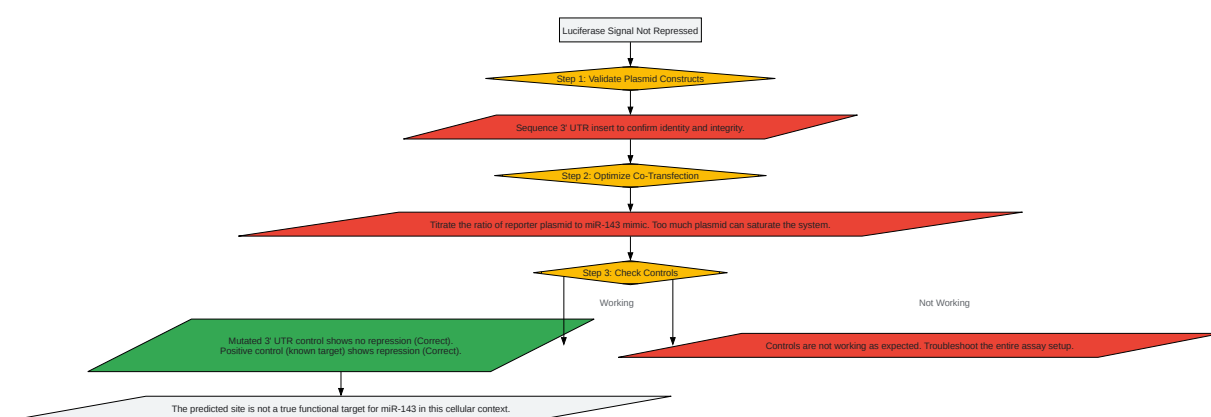 Luciferase Signal Not Repressed
Step 1: Validate Plasmid Constructs
Sequence 3' UTR insert to confirm identity and integrity.
Step 2: Optimize Co-Transfection
Titrate the ratio of reporter plasmid to miR-143 mimic. Too much plasmid can saturate the system.
Step 3: Check Controls
Working
Not Working
Mutated 3' UTR control shows no repression (Correct).
Positive control (known target) shows repression (Correct).
Controls are not working as expected. Troubleshoot the entire assay setup.
The predicted site is not a true functional target for miR-143 in this cellular context.